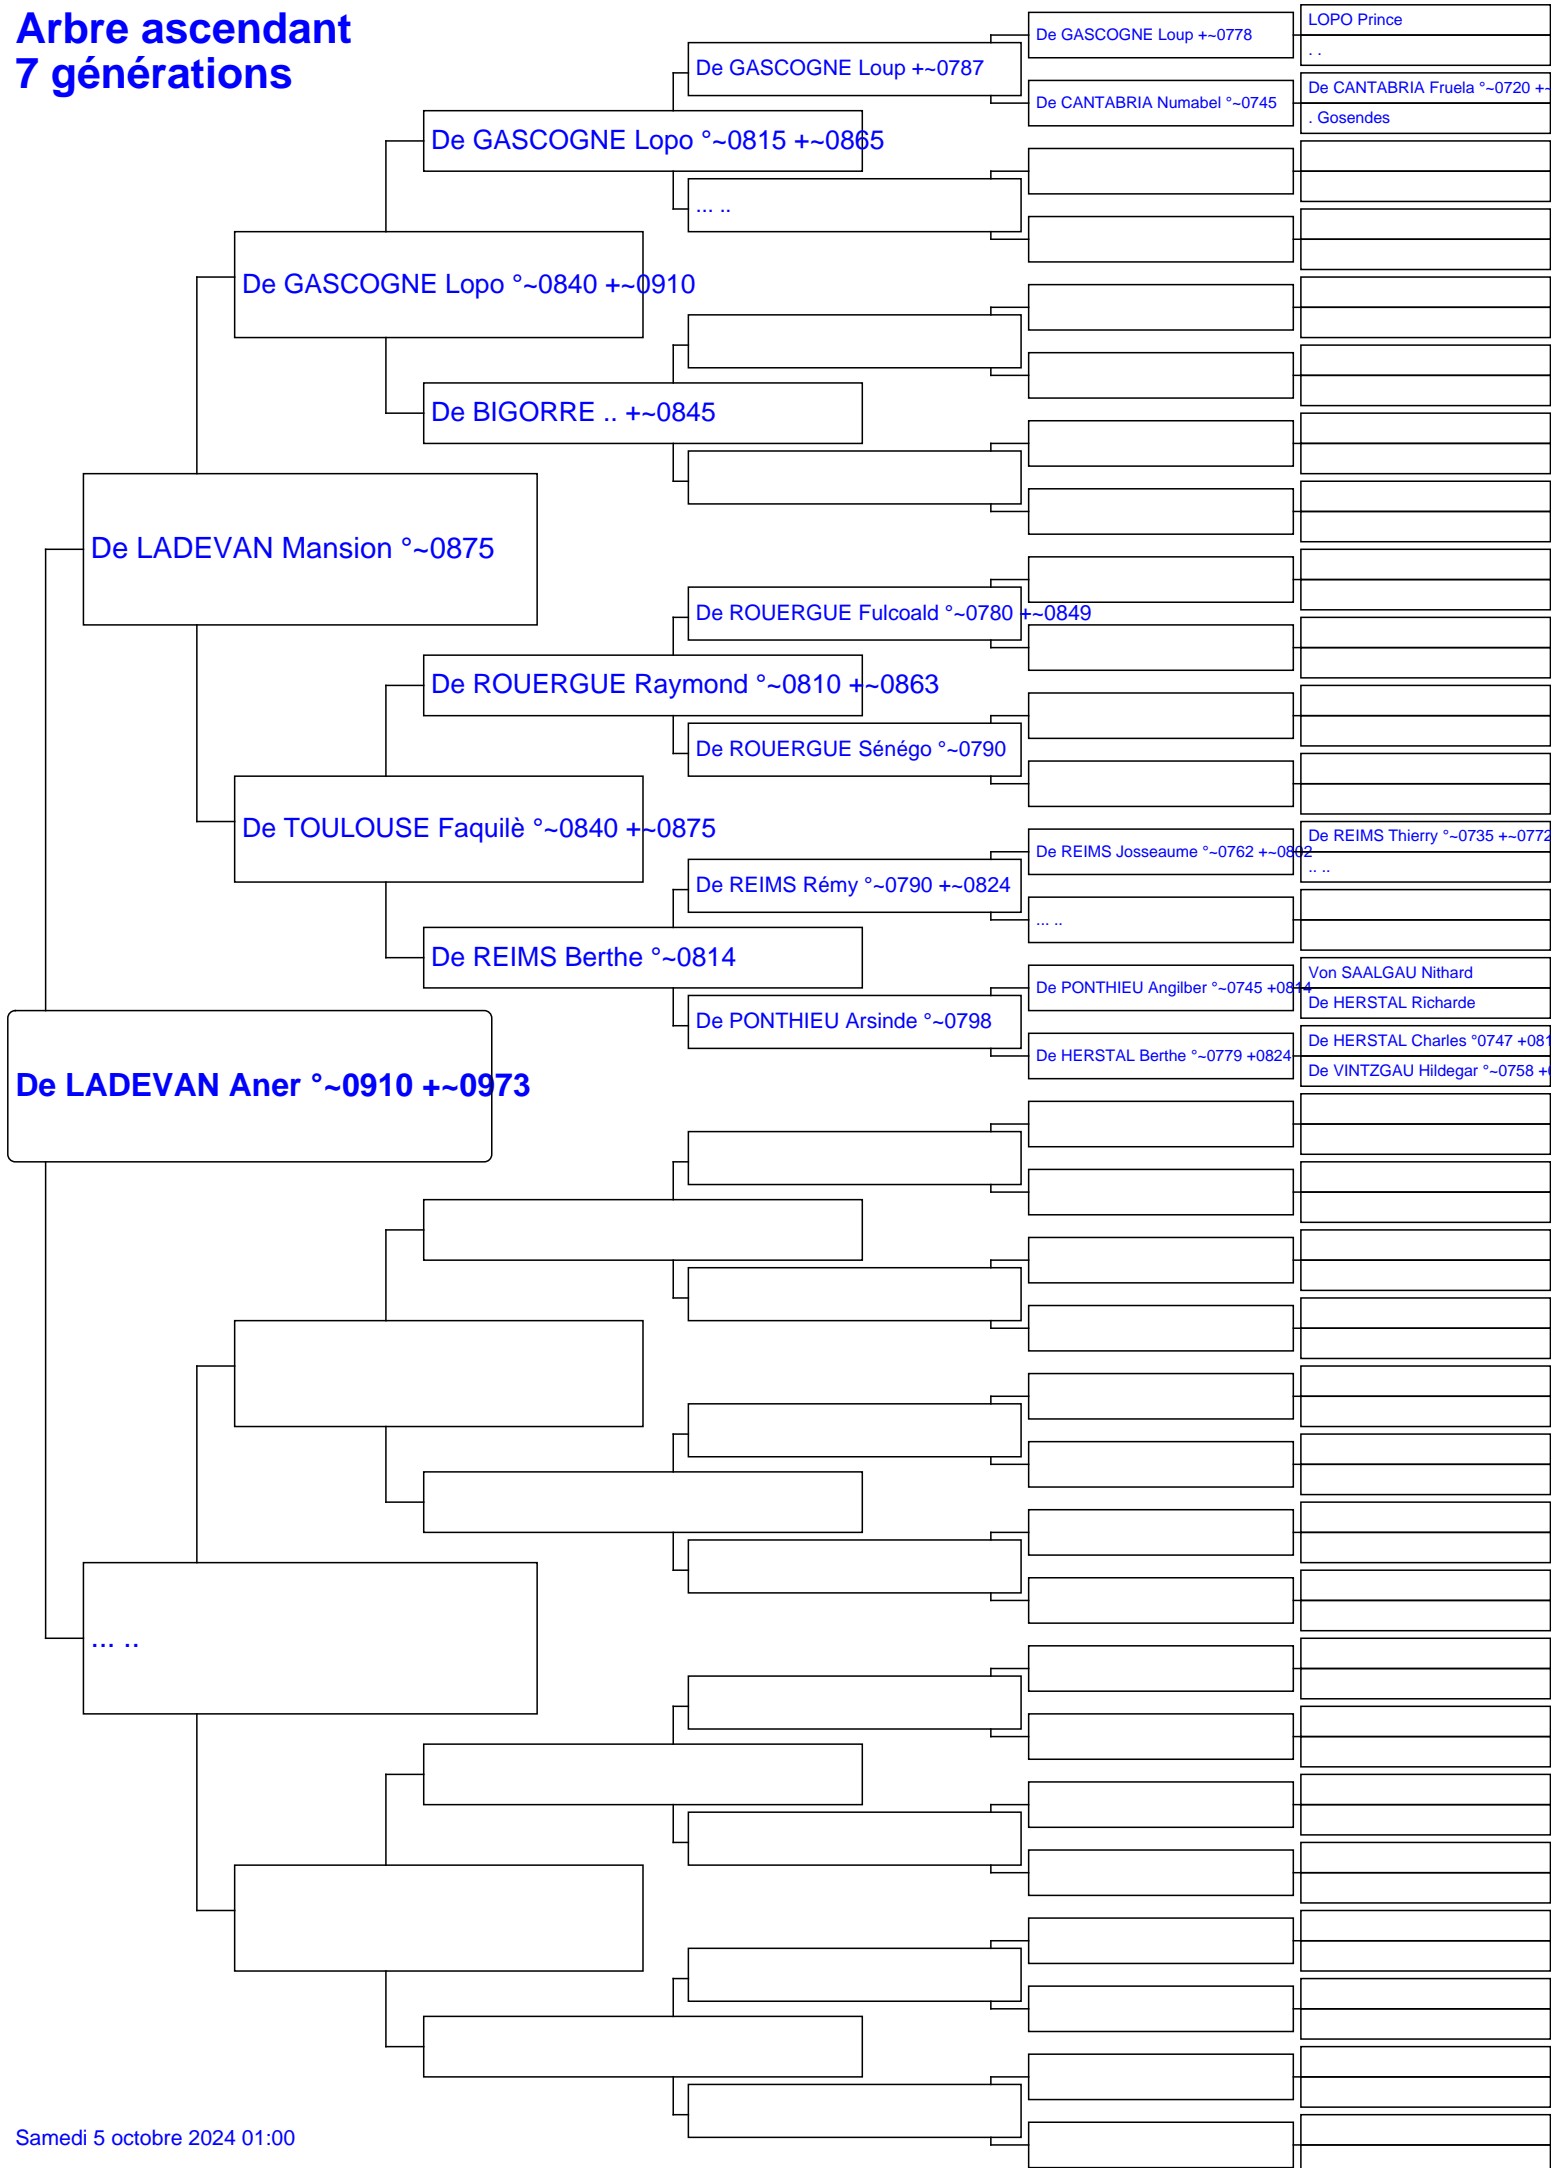 Arbre ascendant
7 générations
De GASCOGNE Loup +~0778
LOPO Prince
. .
De GASCOGNE Loup +~0787
De CANTABRIA Numabel °~0745
De CANTABRIA Fruela °~0720 +~
. Gosendes
De GASCOGNE Lopo °~0815 +~0865
... ..
De GASCOGNE Lopo °~0840 +~0910
De BIGORRE .. +~0845
De LADEVAN Mansion °~0875
De ROUERGUE Fulcoald °~0780 +~0849
De ROUERGUE Raymond °~0810 +~0863
De ROUERGUE Sénégo °~0790
De TOULOUSE Faquilè °~0840 +~0875
De REIMS Josseaume °~0762 +~0802
De REIMS Thierry °~0735 +~0772
.. ..
De REIMS Rémy °~0790 +~0824
... ..
De REIMS Berthe °~0814
De PONTHIEU Angilber °~0745 +0814
Von SAALGAU Nithard
De HERSTAL Richarde
De PONTHIEU Arsinde °~0798
De HERSTAL Berthe °~0779 +0824
De HERSTAL Charles °0747 +081
De VINTZGAU Hildegar °~0758 +0
De LADEVAN Aner °~0910 +~0973
... ..
Samedi 5 octobre 2024 01:00